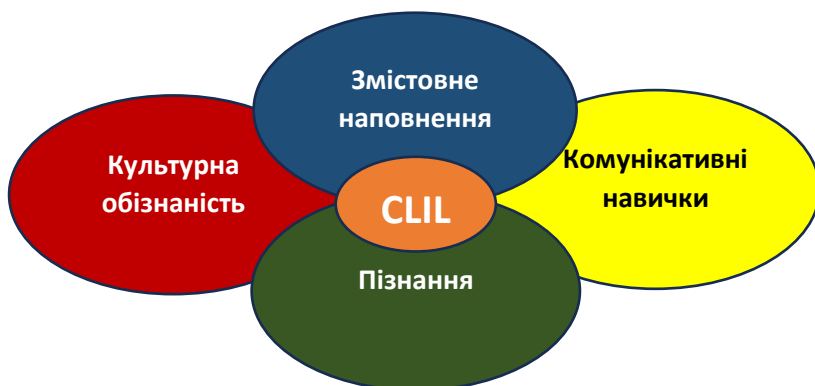 Змістовне
наповнення
Культурна
обізнаність
Комунікативні
навички
CLIL
Пізнання